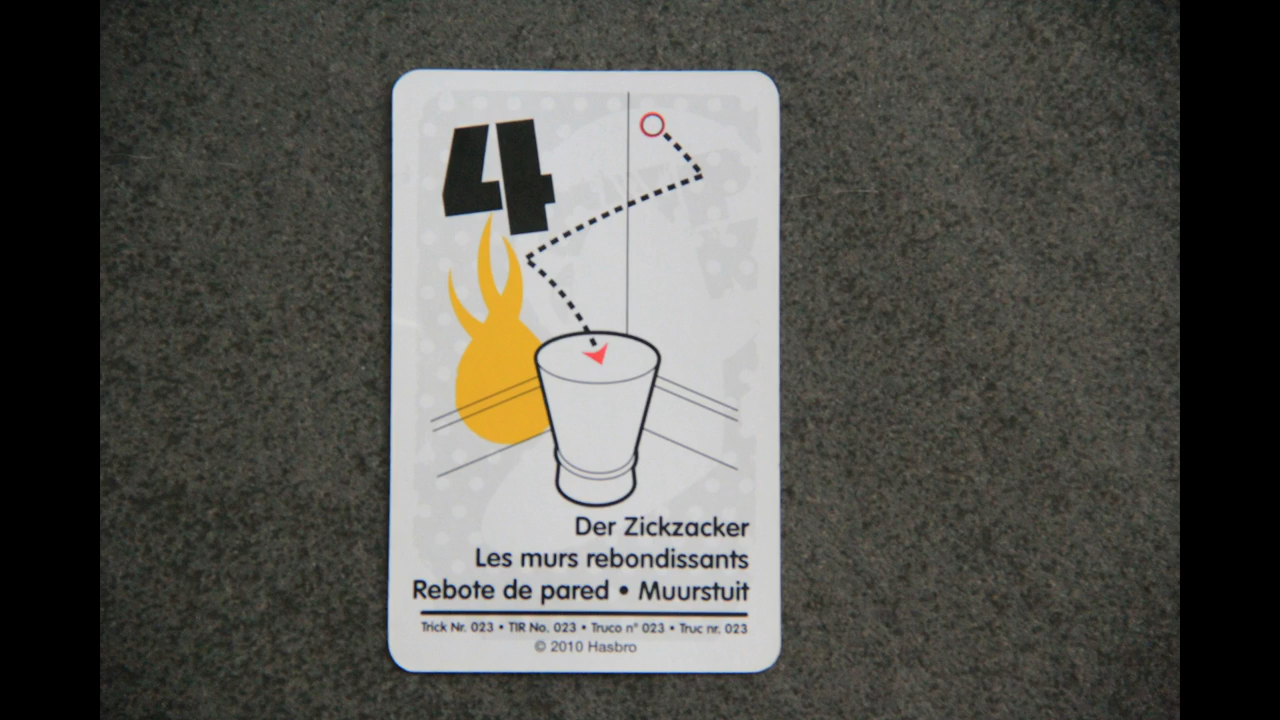 4
Der Zickzacker
Les murs rebondissants
Rebote de pared • Muurstuit
Trick Nr. 023 • TIR No. 023 • Truco n° 023 • Truc nr. 023
© 2010 Hasbro